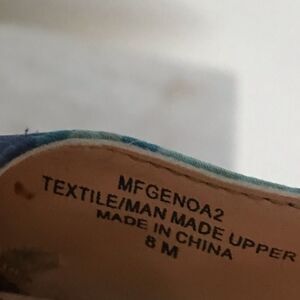 MFGENOA2
TEXTILE/MAN MADE UPPER
MADE IN CHINA
8 M